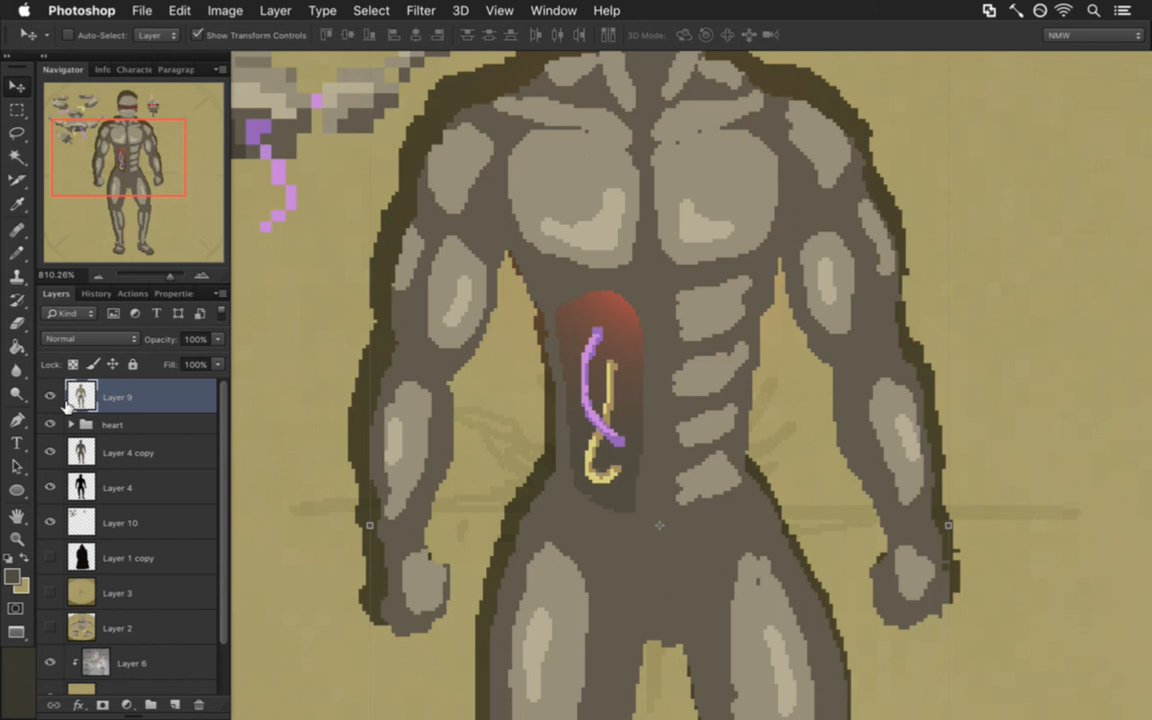 Photoshop File Edit Image Layer Type Select Filter 3D View Window Help
Auto-Select: Layer Show Transform Controls 3D Mode: NMW
Navigator Info Characte Paragrap
810.26%
Layers History Actions Propertie
Kind
Normal Opacity: 100%
Lock: Fill: 100%
Layer 9
heart
Layer 4 copy
Layer 4
Layer 10
Layer 1 copy
Layer 3
Layer 2
Layer 6
fx